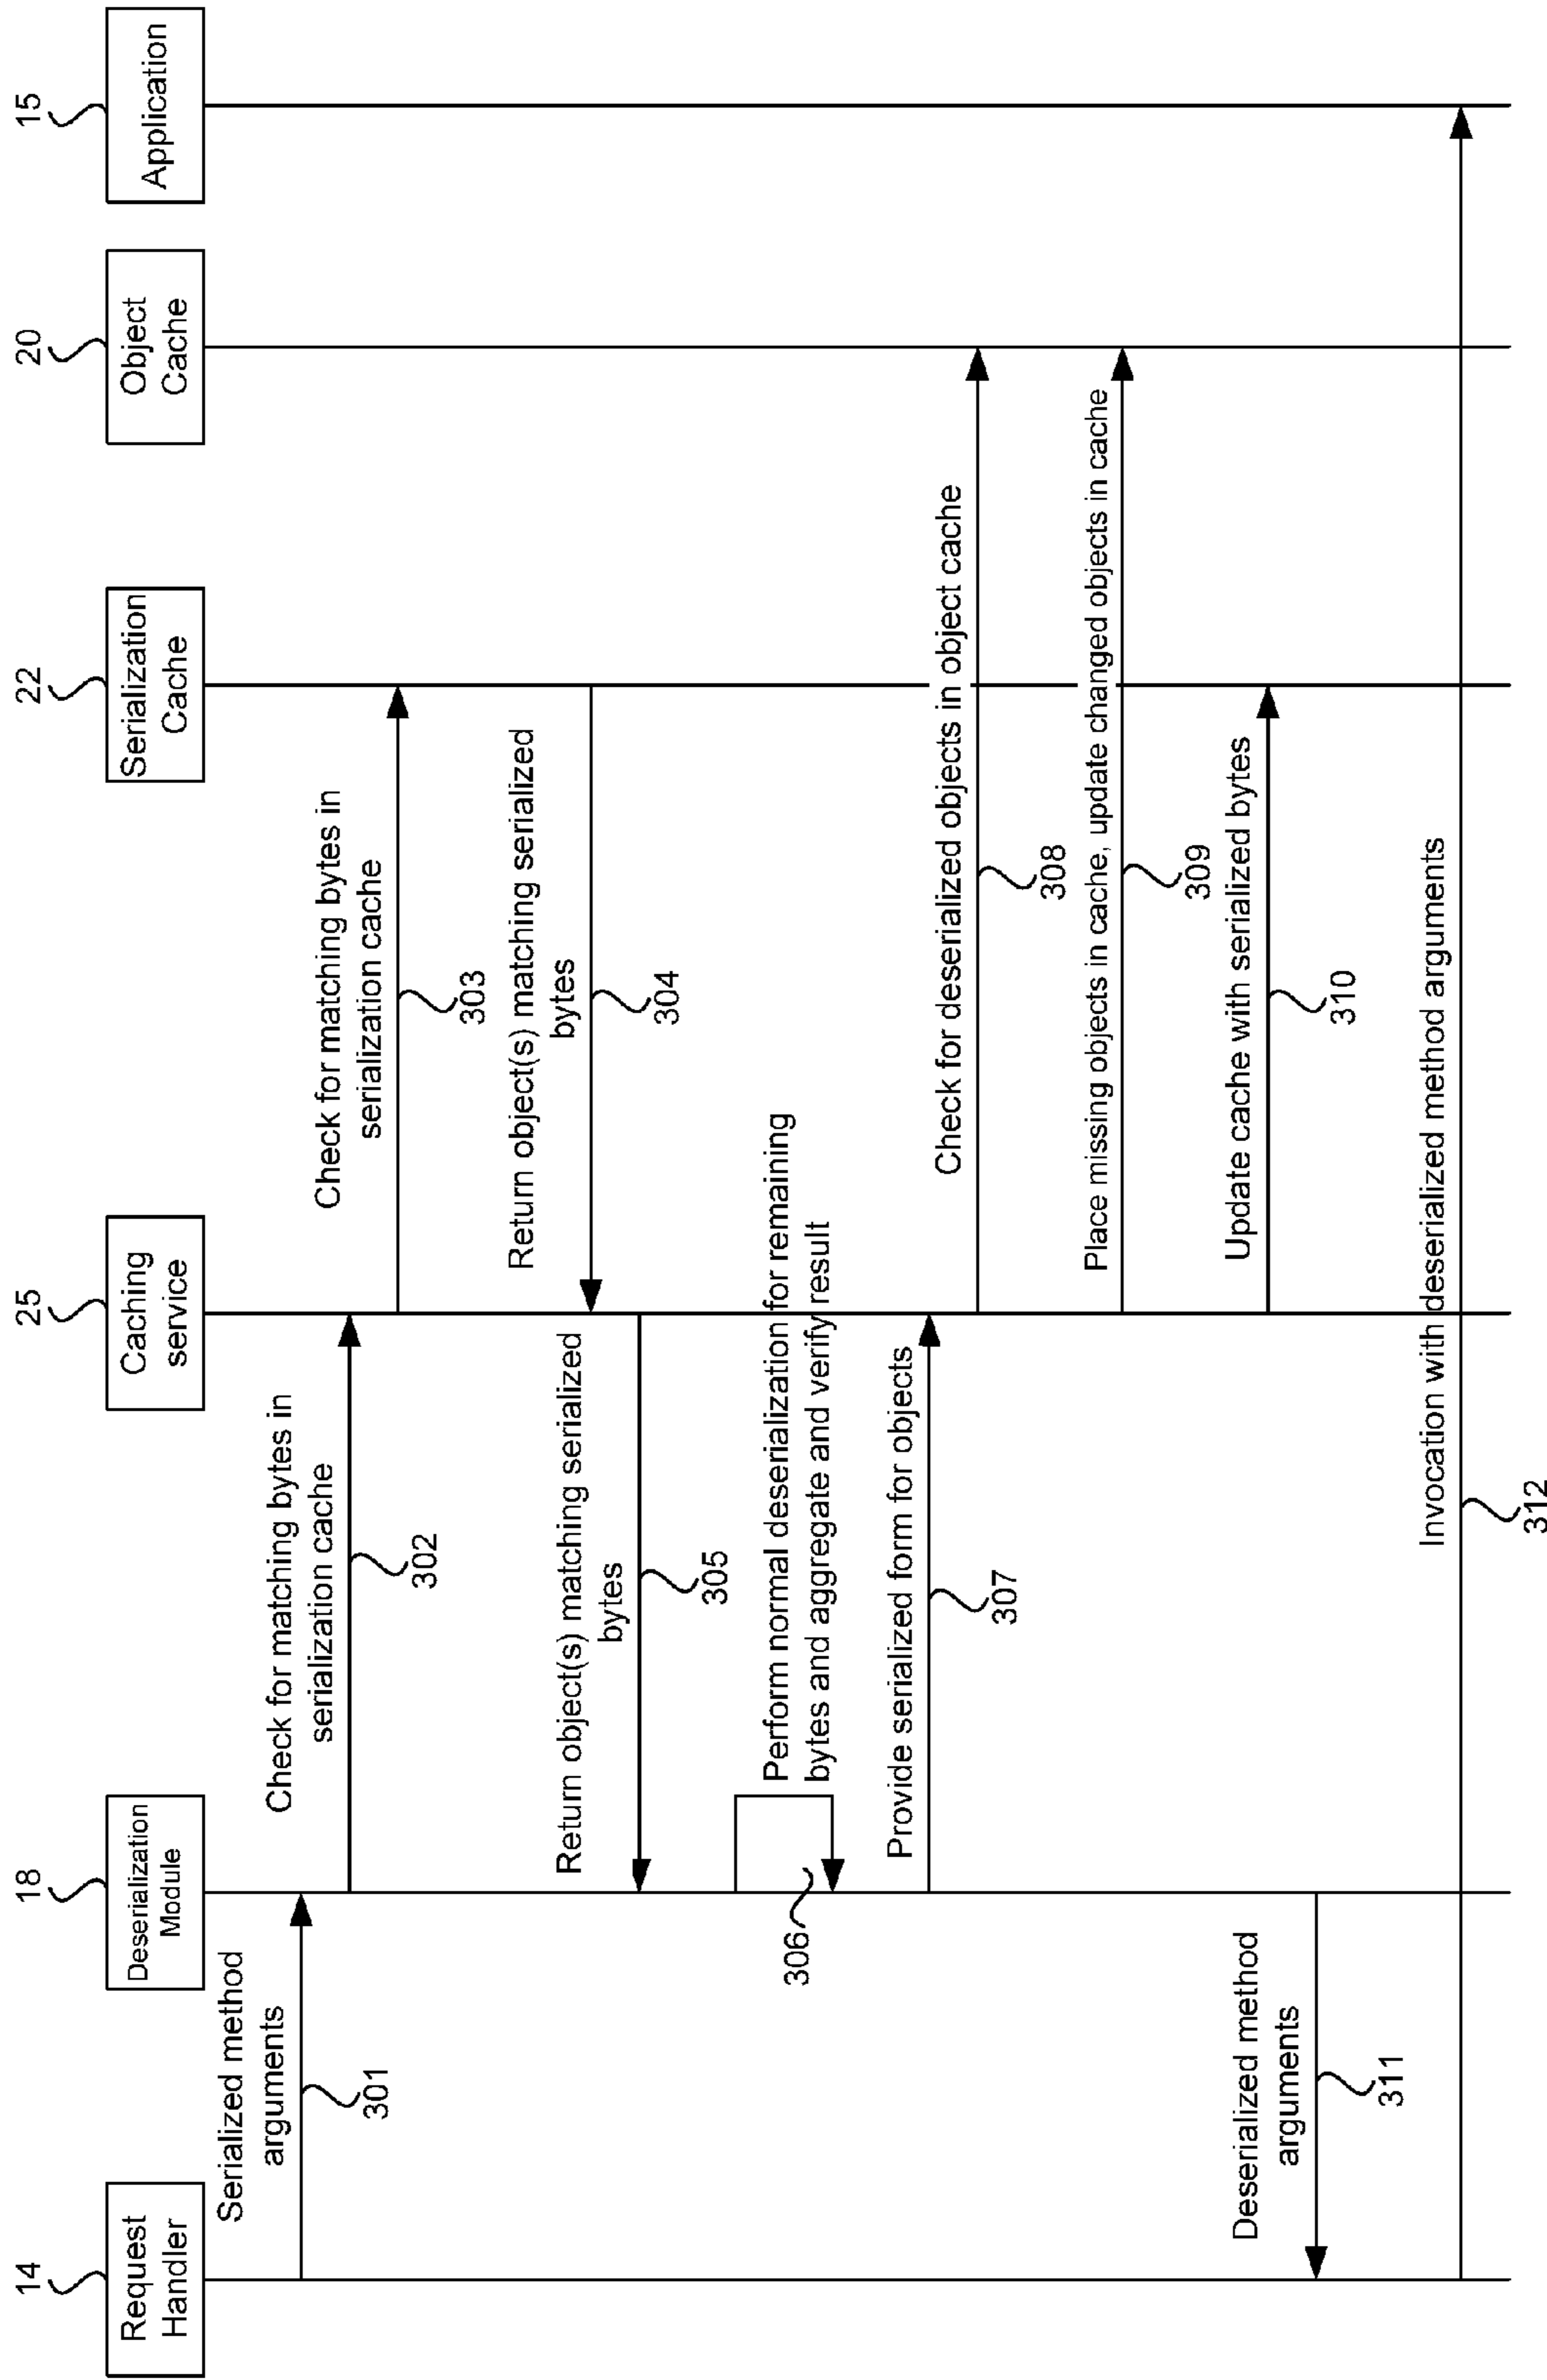 14
Request
Handler
18
Deserialization
Module
25
Caching
service
22
Serialization
Cache
20
Object
Cache
15
Application
Serialized method
arguments
301
Check for matching bytes in
serialization cache
302
Check for matching bytes in
serialization cache
303
Return object(s) matching serialized
bytes
304
Return object(s) matching serialized
bytes
305
Perform normal deserialization for remaining
bytes and aggregate and verify result
306
Provide serialized form for objects
307
Check for deserialized objects in object cache
308
Place missing objects in cache, update changed objects in cache
309
Update cache with serialized bytes
310
Deserialized method
arguments
311
Invocation with deserialized method arguments
312